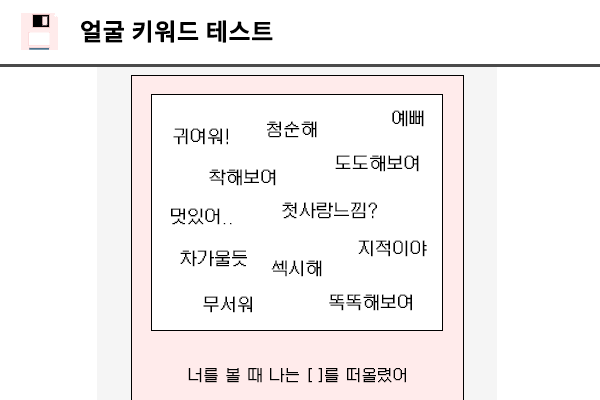 얼굴 키워드 테스트
예뻐
귀여워!
청순해
도도해보여
착해보여
멋있어..
첫사랑느낌?
차가울듯
지적이야
섹시해
무서워
똑똑해보여
너를 볼 때 나는 [ ]를 떠올렸어